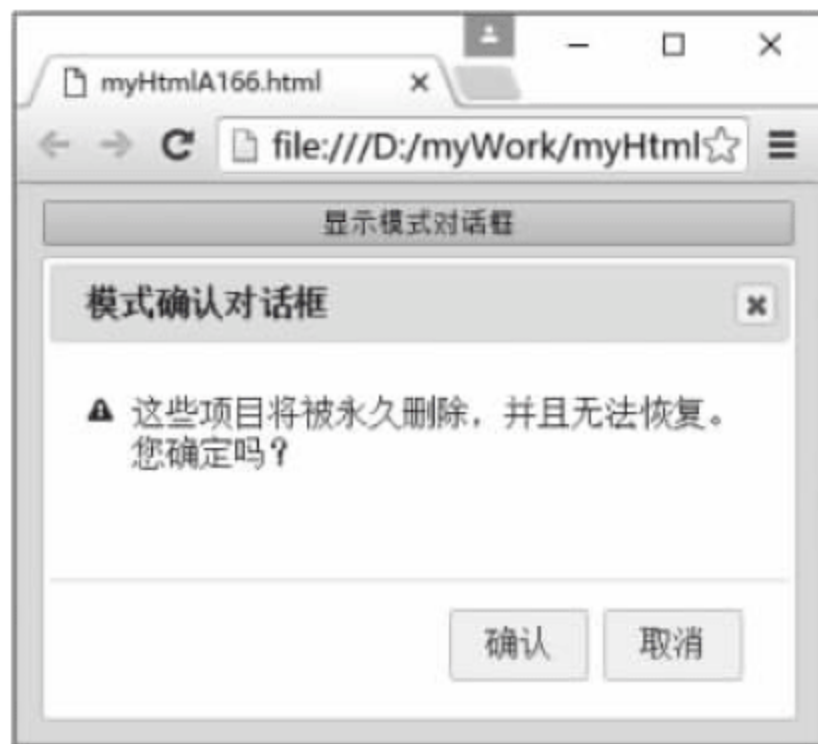 myHtmlA166.html
file:///D:/myWork/myHtml
显示模式对话框
模式确认对话框
这些项目将被永久删除，并且无法恢复。
您确定吗？
确认
取消